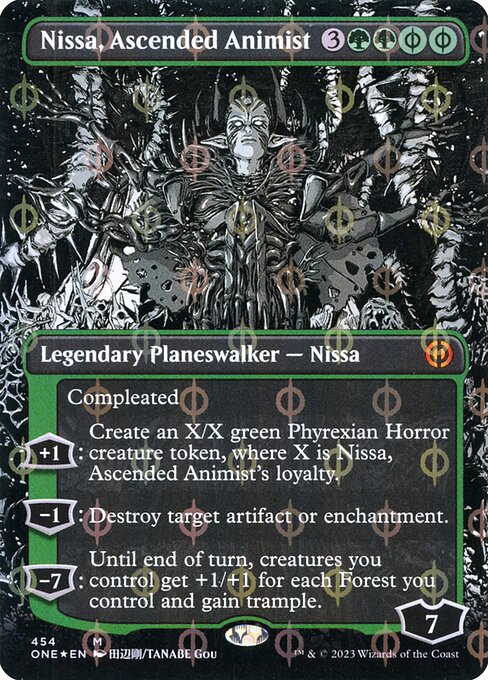 Nissa, Ascended Animist 3
Legendary Planeswalker — Nissa
Compleated
+1: Create an X/X green Phyrexian Horror
creature token, where X is Nissa,
Ascended Animist's loyalty.
−1: Destroy target artifact or enchantment.
−7: Until end of turn, creatures you
control get +1/+1 for each Forest you
control and gain trample.
7
454 M
ONE★EN 田辺剛/TANABE GOU
™ & © 2023 Wizards of the Coast